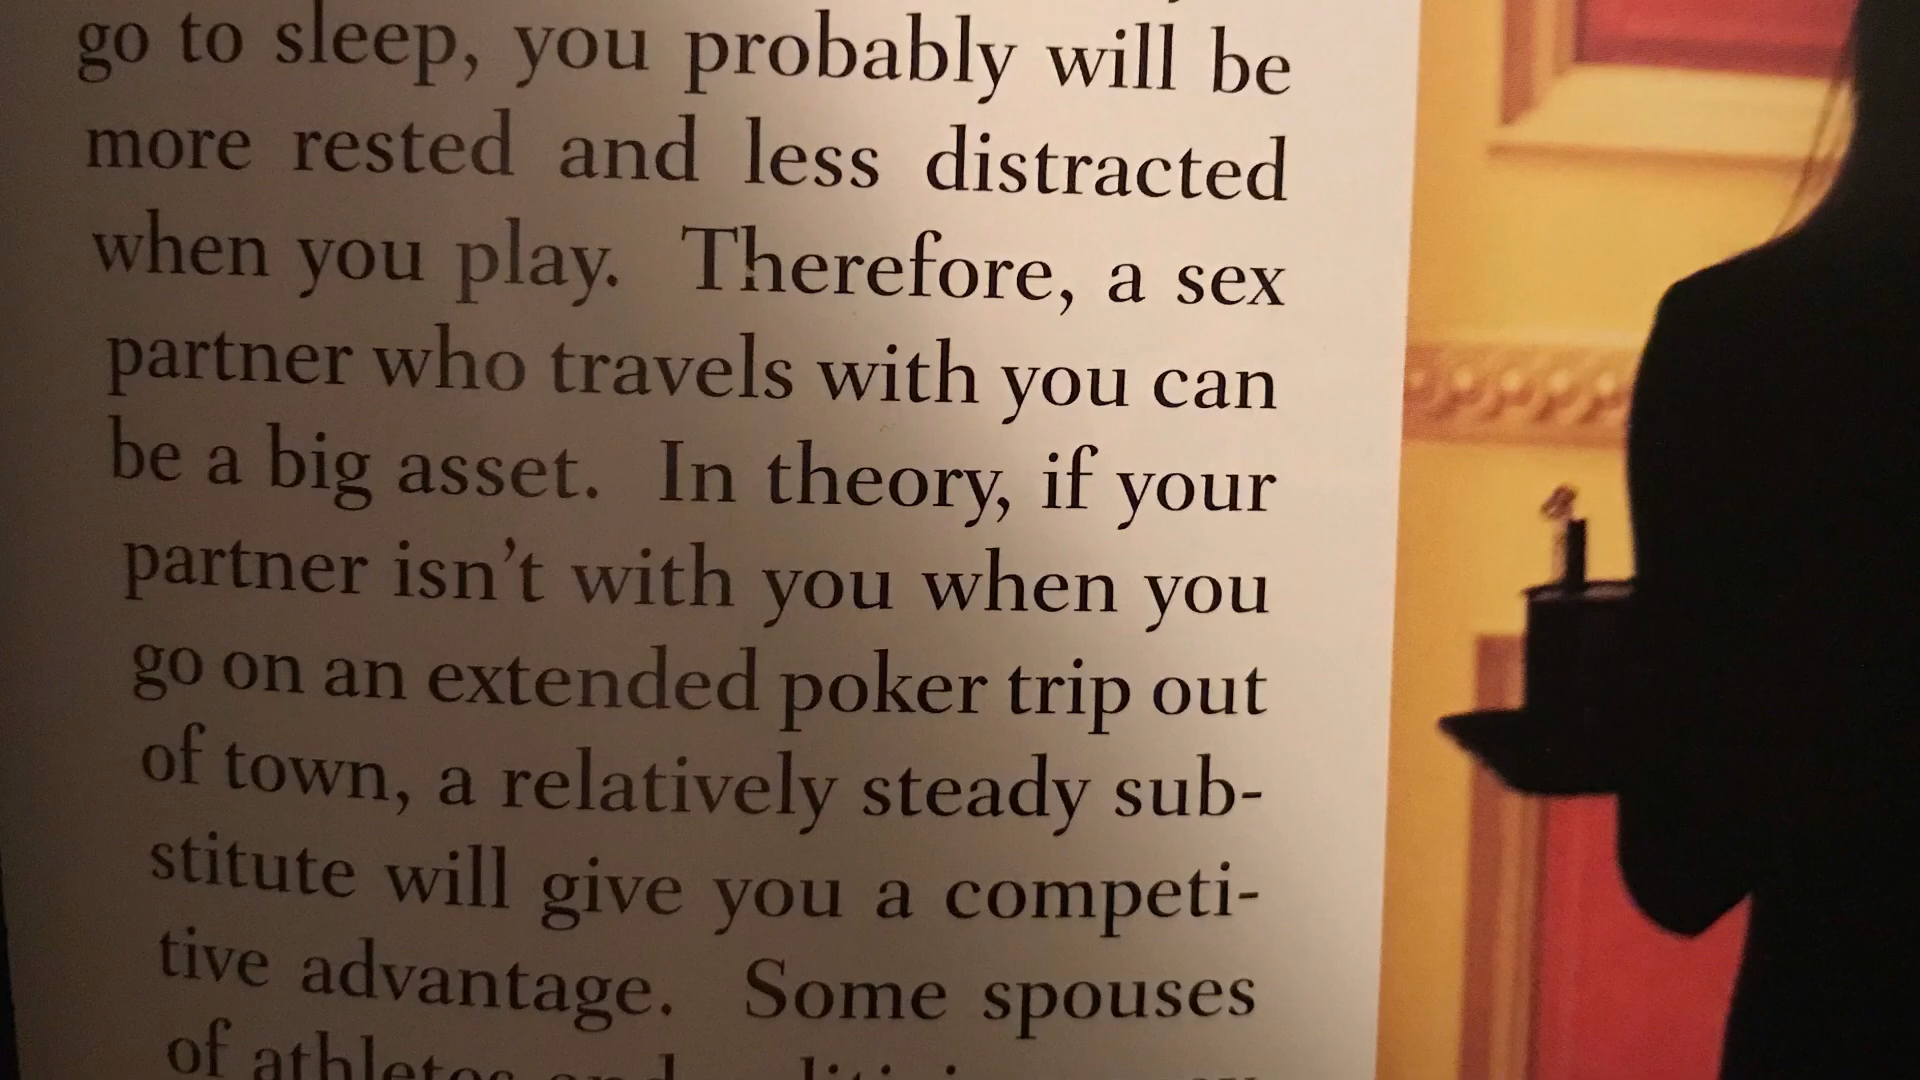 go to sleep, you probably will be
more rested and less distracted
when you play. Therefore, a sex
partner who travels with you can
be a big asset. In theory, if your
partner isn't with you when you
go on an extended poker trip out
of town, a relatively steady sub-
stitute will give you a competi-
tive advantage. Some spouses
of athletes and